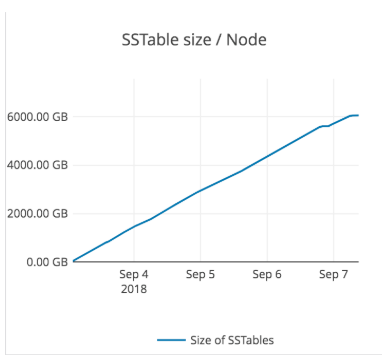 SSTable size / Node
6000.00 GB
4000.00 GB
2000.00 GB
0.00 GB
Sep 4 Sep 5 Sep 6 Sep 7
2018
Size of SSTables